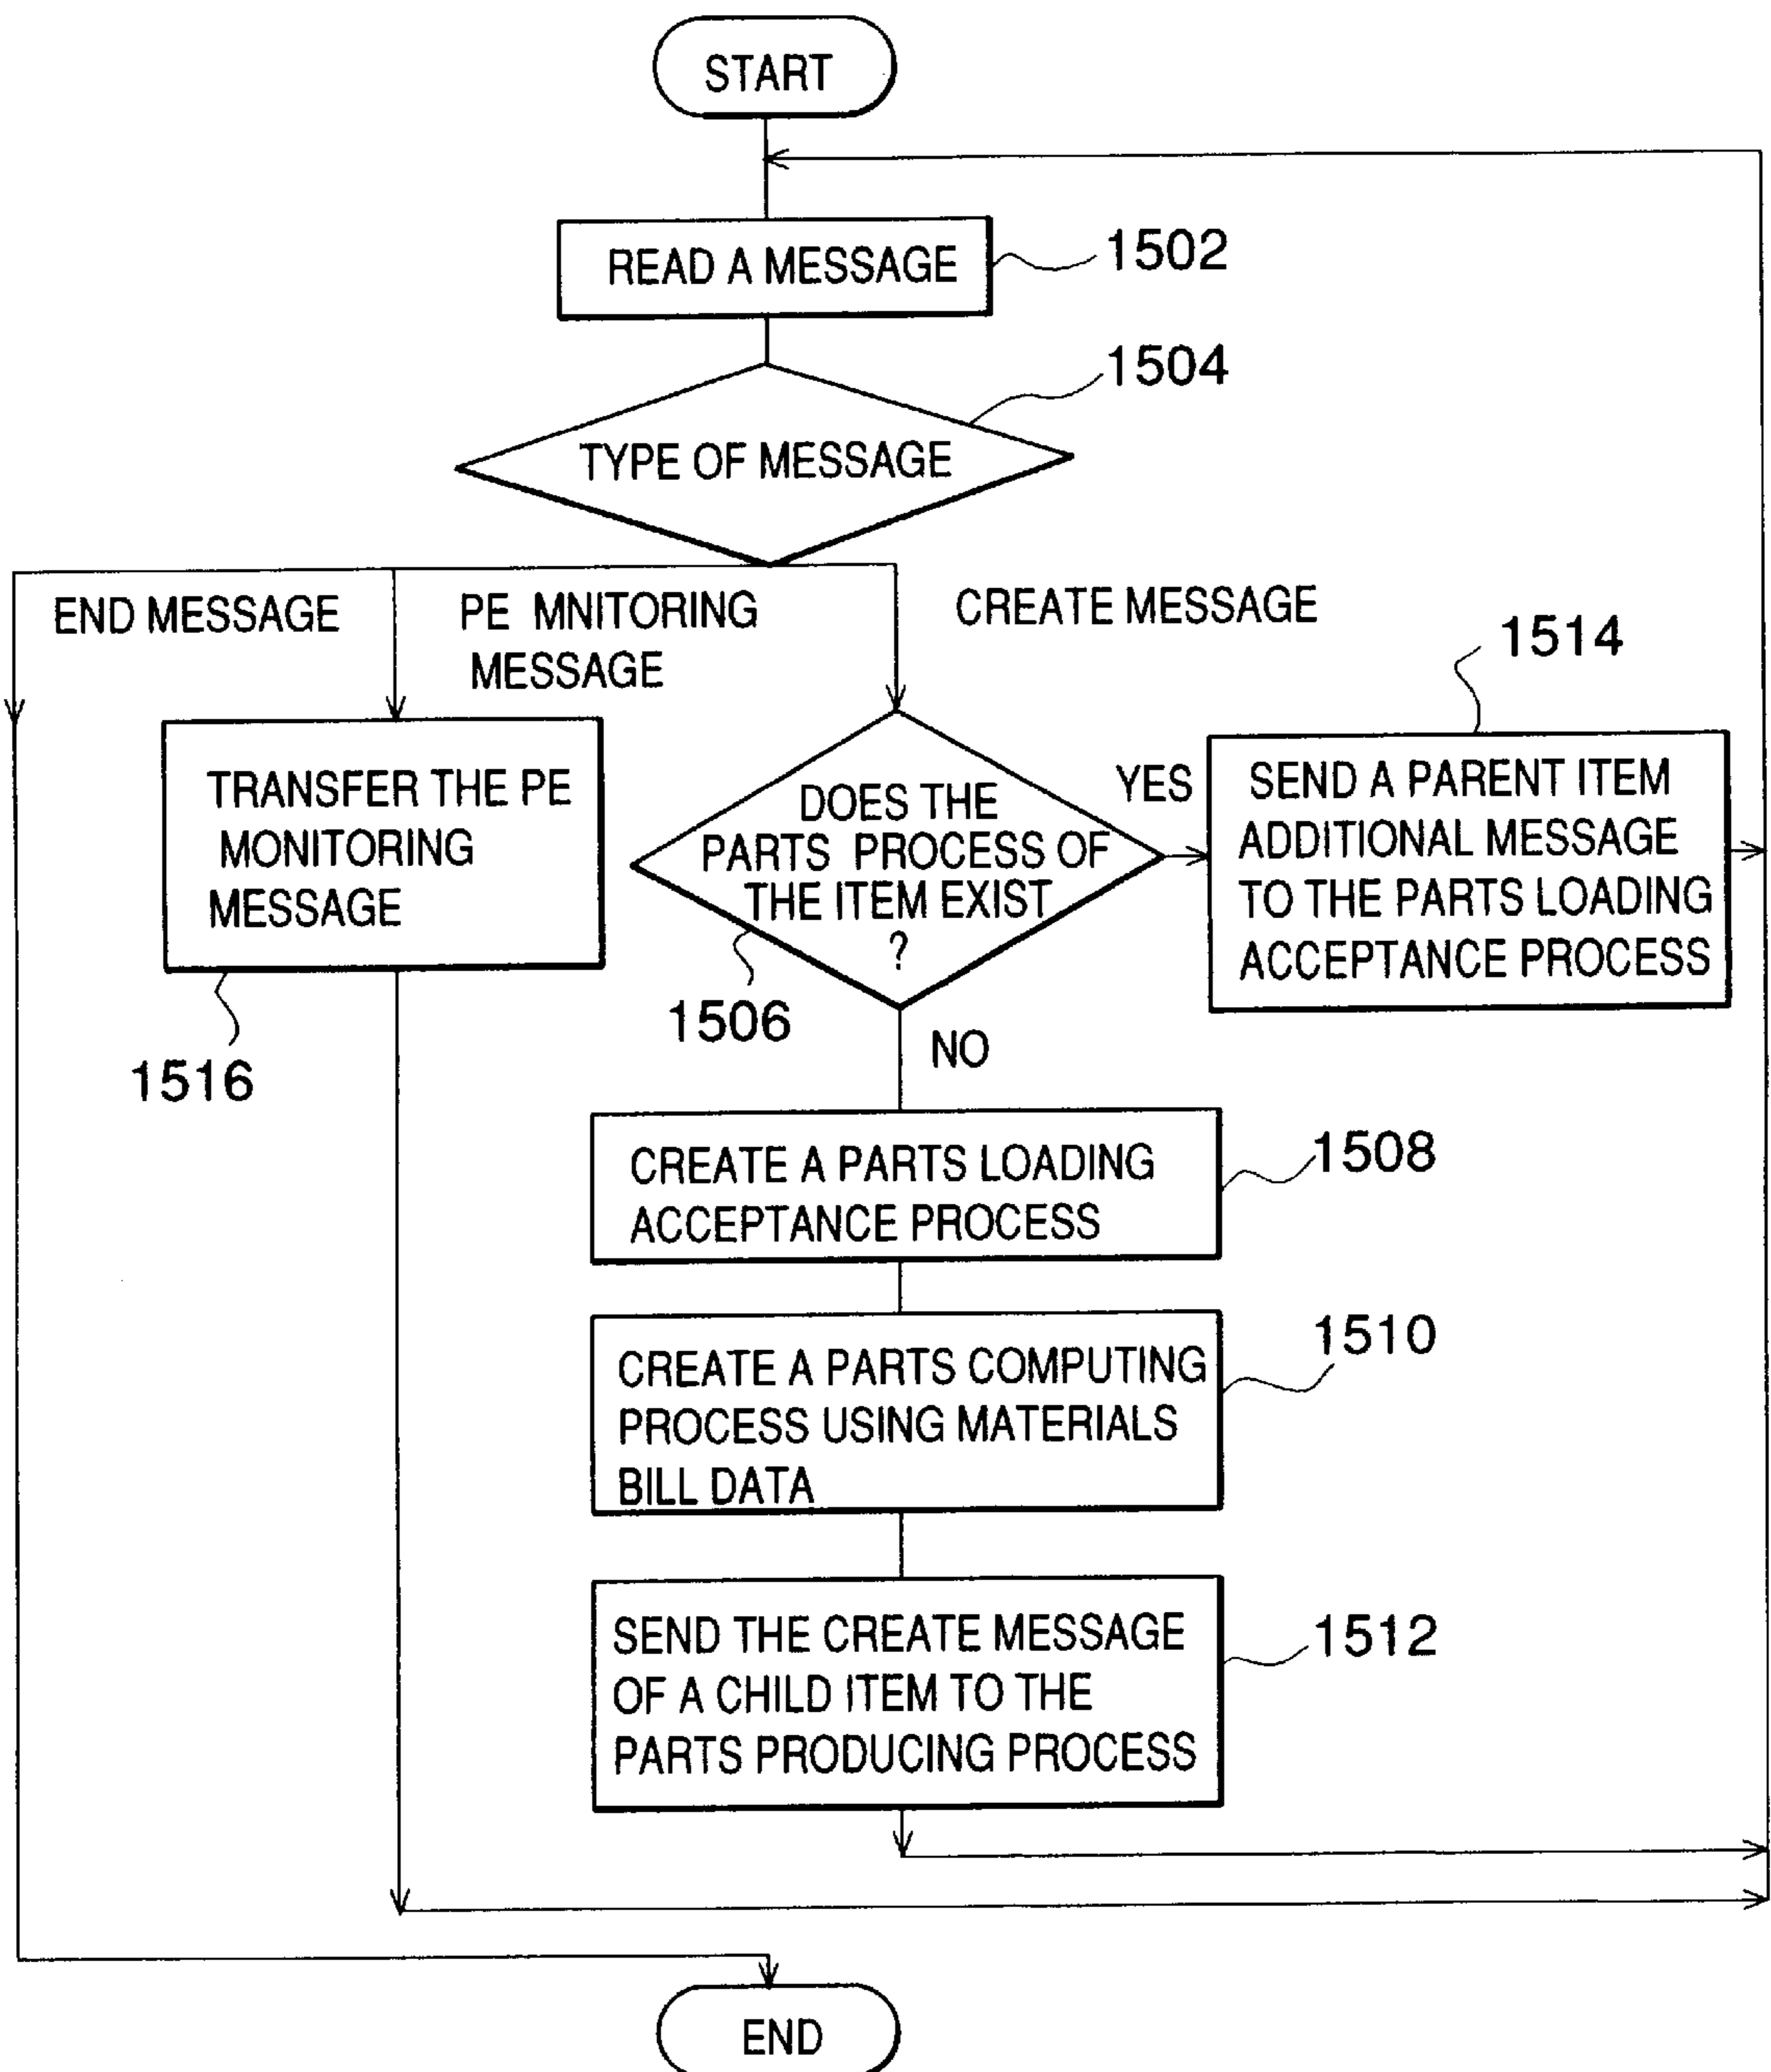 START
READ A MESSAGE
1502
1504
TYPE OF MESSAGE
END MESSAGE
PE MNITORING
MESSAGE
CREATE MESSAGE
1514
TRANSFER THE PE
MONITORING
MESSAGE
1516
DOES THE
PARTS PROCESS OF
THE ITEM EXIST
?
1506
YES
SEND A PARENT ITEM
ADDITIONAL MESSAGE
TO THE PARTS LOADING
ACCEPTANCE PROCESS
NO
CREATE A PARTS LOADING
ACCEPTANCE PROCESS
1508
CREATE A PARTS COMPUTING
PROCESS USING MATERIALS
BILL DATA
1510
SEND THE CREATE MESSAGE
OF A CHILD ITEM TO THE
PARTS PRODUCING PROCESS
1512
END